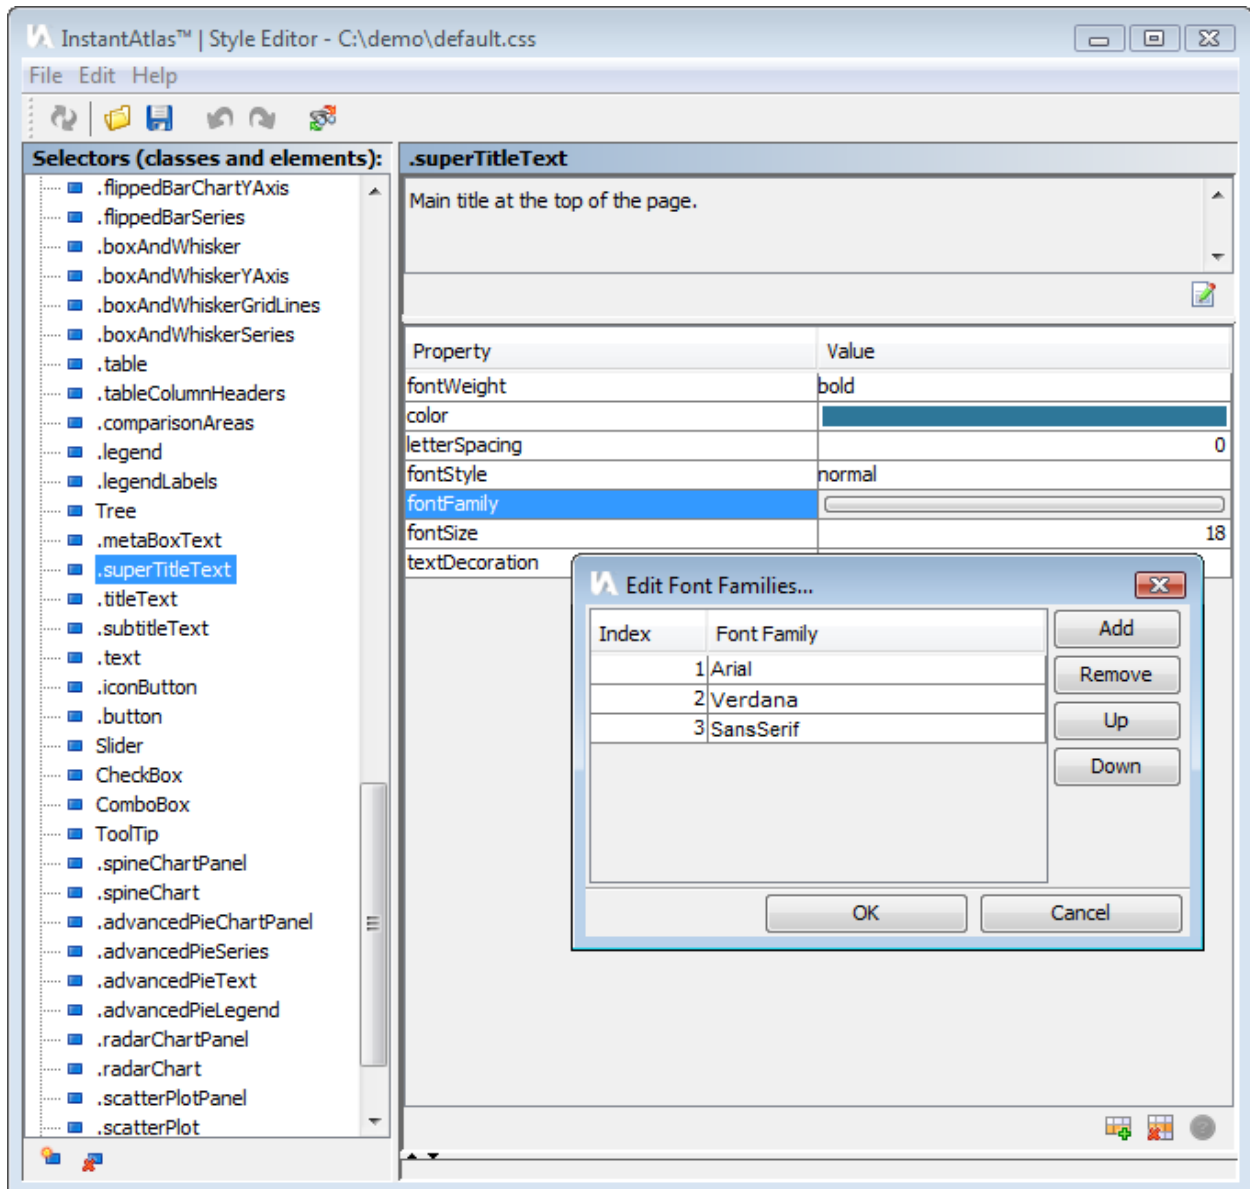 InstantAtlas™ | Style Editor - C:\demo\default.css
File Edit Help
Selectors (classes and elements):
.flippedBarChartYAxis
.flippedBarSeries
.boxAndWhisker
.boxAndWhiskerYAxis
.boxAndWhiskerGridLines
.boxAndWhiskerSeries
.table
.tableColumnHeaders
.comparisonAreas
.legend
.legendLabels
Tree
.metaBoxText
.superTitleText
.titleText
.subtitleText
.text
.iconButton
.button
Slider
CheckBox
ComboBox
ToolTip
.spineChartPanel
.spineChart
.advancedPieChartPanel
.advancedPieSeries
.advancedPieText
.advancedPieLegend
.radarChartPanel
.radarChart
.scatterPlotPanel
.scatterPlot
.superTitleText
Main title at the top of the page.
Property Value
fontWeight bold
color
letterSpacing 0
fontStyle normal
fontFamily
fontSize 18
textDecoration
Edit Font Families...
Index Font Family
1 Arial
2 Verdana
3 SansSerif
Add
Remove
Up
Down
OK Cancel